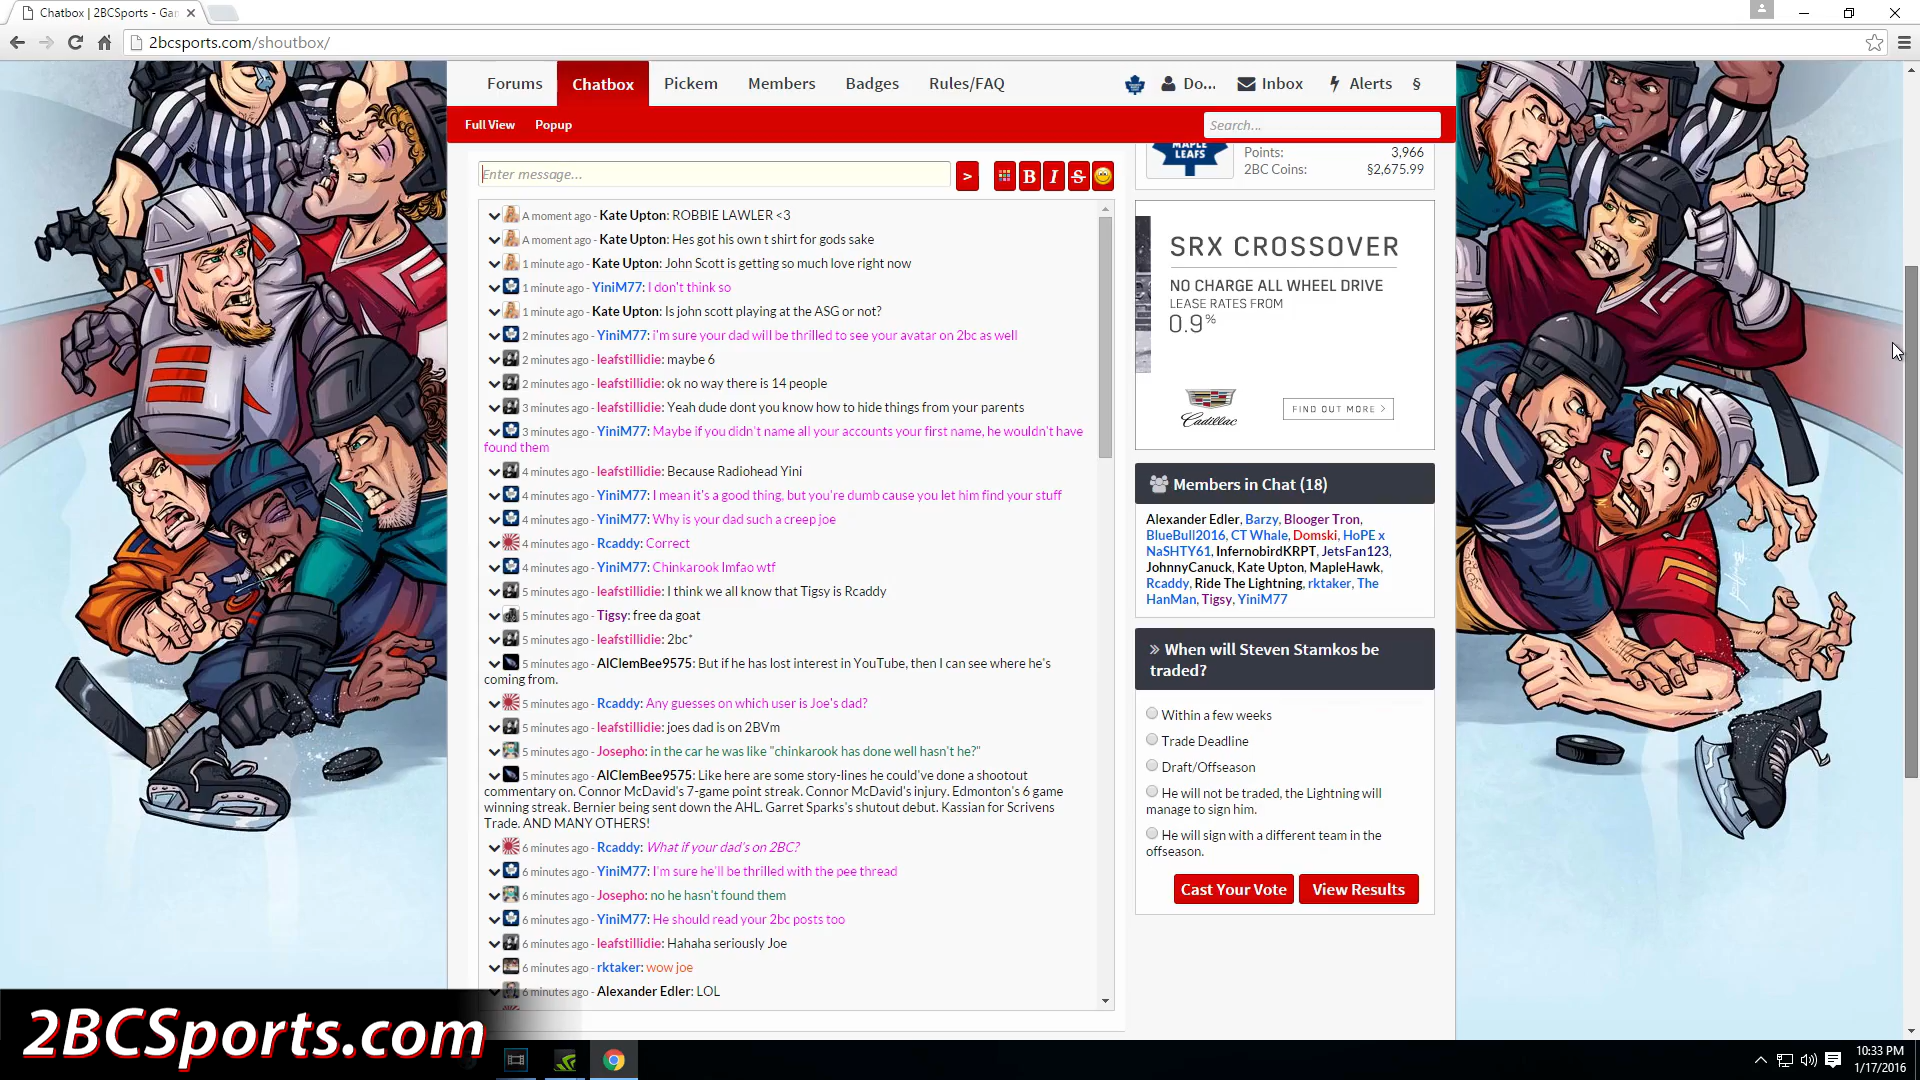 Chatbox | 2BCSports - Gam
2bcsports.com/shoutbox/
Forums Chatbox Pickem Members Badges Rules/FAQ Do... Inbox Alerts §
Full View Popup Search...
Enter message... > B I S
MAPLE LEAFS
Points: 3,966
2BC Coins: §2,675.99
A moment ago - Kate Upton: ROBBIE LAWLER <3
A moment ago - Kate Upton: Hes got his own t shirt for gods sake
1 minute ago - Kate Upton: John Scott is getting so much love right now
1 minute ago - YiniM77: I don't think so
1 minute ago - Kate Upton: Is john scott playing at the ASG or not?
2 minutes ago - YiniM77: i'm sure your dad will be thrilled to see your avatar on 2bc as well
2 minutes ago - leafstillidie: maybe 6
2 minutes ago - leafstillidie: ok no way there is 14 people
3 minutes ago - leafstillidie: Yeah dude dont you know how to hide things from your parents
3 minutes ago - YiniM77: Maybe if you didn't name all your accounts your first name, he wouldn't have
found them
4 minutes ago - leafstillidie: Because Radiohead Yini
4 minutes ago - YiniM77: I mean it's a good thing, but you're dumb cause you let him find your stuff
4 minutes ago - YiniM77: Why is your dad such a creep joe
4 minutes ago - Rcaddy: Correct
4 minutes ago - YiniM77: Chinkarook lmfao wtf
5 minutes ago - leafstillidie: I think we all know that Tigsy is Rcaddy
5 minutes ago - Tigsy: free da goat
5 minutes ago - leafstillidie: 2bc*
5 minutes ago - AlClemBee9575: But if he has lost interest in YouTube, then I can see where he's
coming from.
5 minutes ago - Rcaddy: Any guesses on which user is Joe's dad?
5 minutes ago - leafstillidie: joes dad is on 2BVm
5 minutes ago - Josepho: in the car he was like "chinkarook has done well hasn't he?"
5 minutes ago - AlClemBee9575: Like here are some story-lines he could've done a shootout
commentary on. Connor McDavid's 7-game point streak. Connor McDavid's injury. Edmonton's 6 game
winning streak. Bernier being sent down the AHL. Garret Sparks's shutout debut. Kassian for Scrivens
Trade. AND MANY OTHERS!
6 minutes ago - Rcaddy: What if your dad's on 2BC?
6 minutes ago - YiniM77: I'm sure he'll be thrilled with the pee thread
6 minutes ago - Josepho: no he hasn't found them
6 minutes ago - YiniM77: He should read your 2bc posts too
6 minutes ago - leafstillidie: Hahaha seriously Joe
6 minutes ago - rktaker: wow joe
6 minutes ago - Alexander Edler: LOL
SRX CROSSOVER
NO CHARGE ALL WHEEL DRIVE
LEASE RATES FROM
0.9%
Cadillac
FIND OUT MORE >
Members in Chat (18)
Alexander Edler, Barzy, Blooger Tron,
BlueBull2016, CT Whale, Domski, HoPE x
NaSHTY61, InfernobirdKRPT, JetsFan123,
JohnnyCanuck, Kate Upton, MapleHawk,
Rcaddy, Ride The Lightning, rktaker, The
HanMan, Tigsy, YiniM77
» When will Steven Stamkos be
traded?
Within a few weeks
Trade Deadline
Draft/Offseason
He will not be traded, the Lightning will
manage to sign him.
He will sign with a different team in the
offseason.
Cast Your Vote View Results
2BCSports.com
10:33 PM
1/17/2016